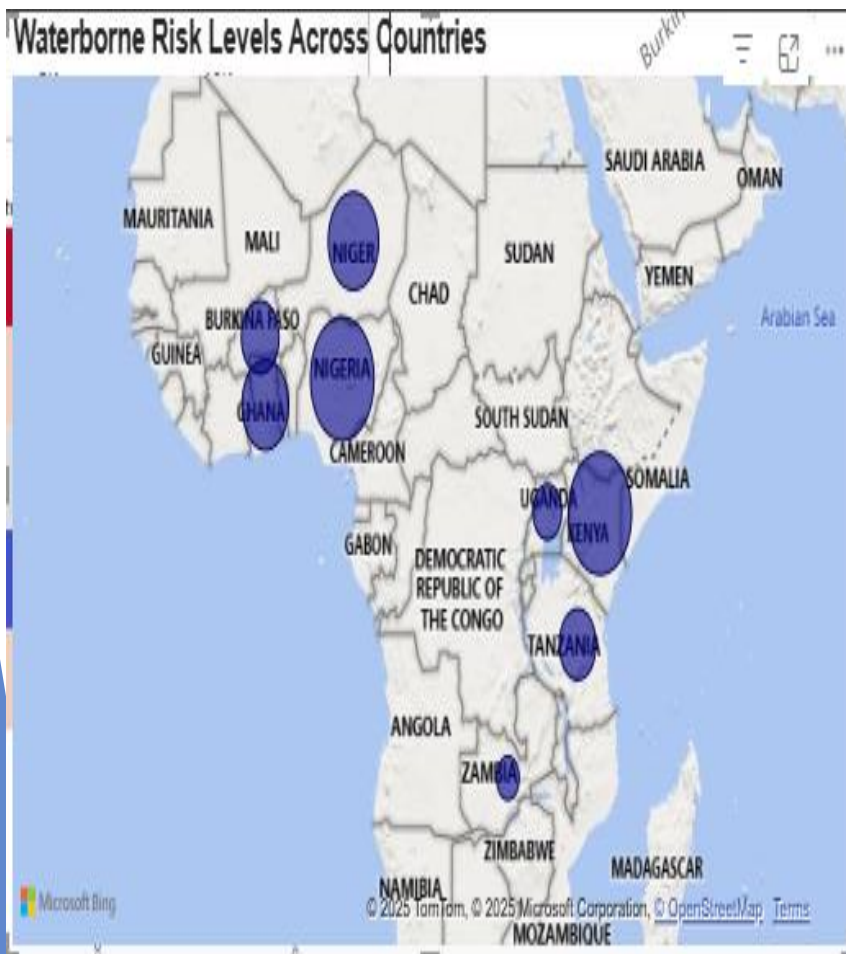 Waterborne Risk Levels Across Countries
Burkin
SAUDI ARABIA
OMAN
MAURITANIA
MALI
NIGER
SUDAN
YEMEN
CHAD
BURKINA FASO
Arabian Sea
GUINEA
NIGERIA
GHANA
SOUTH SUDAN
CAMEROON
SOMALIA
UGANDA
KENYA
GABON
DEMOCRATIC
REPUBLIC OF
THE CONGO
TANZANIA
ANGOLA
ZAMBIA
ZIMBABWE
MADAGASCAR
NAMIBIA
Microsoft Bing
© 2025 TomTom, © 2025 Microsoft Corporation, © OpenStreetMap Terms
MOZAMBIQUE